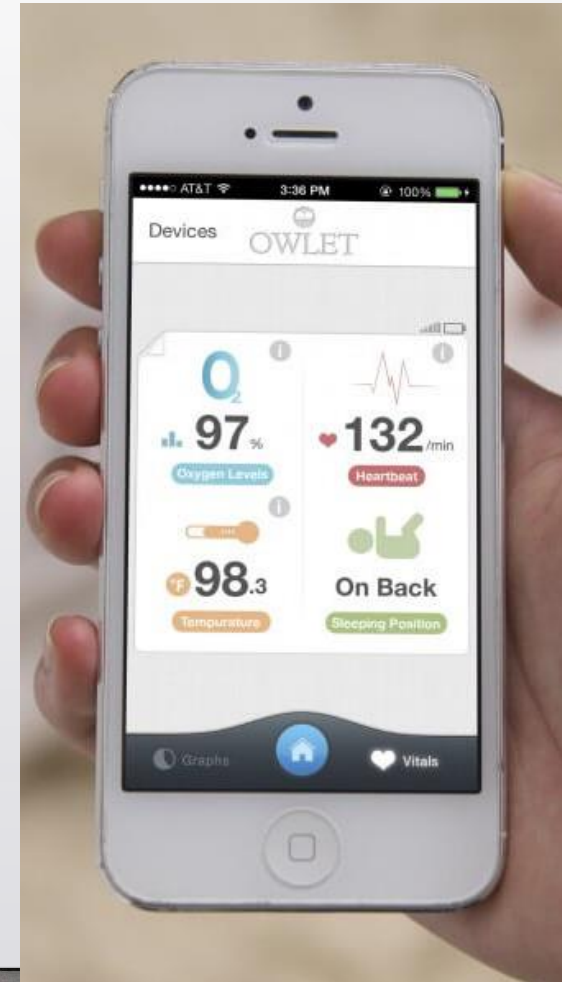 AT&T 3:36 PM 100%
Devices OWLET
O2
97% 132/min
Oxygen Levels Heartbeat
°F 98.3 On Back
Tempurature Sleeping Position
Graphs Vitals